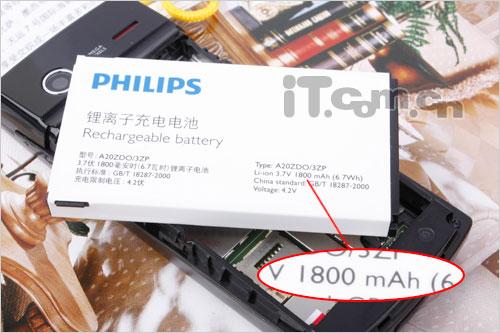 MEGA
iT.com.cn
PHILIPS
锂离子充电电池
Rechargeable battery
型号: A20ZDO/3ZP
3.7伏 1800毫安时(6.7瓦时)锂离子电池
执行标准: GB/T 18287-2000
充电限制电压: 4.2伏
Type: A20ZDO/3ZP
Li-ion 3.7V 1800 mAh (6.7Wh)
China standard: GB/T 18287-2000
Voltage: 4.2V
O/3ZP
V 1800 mAh (6